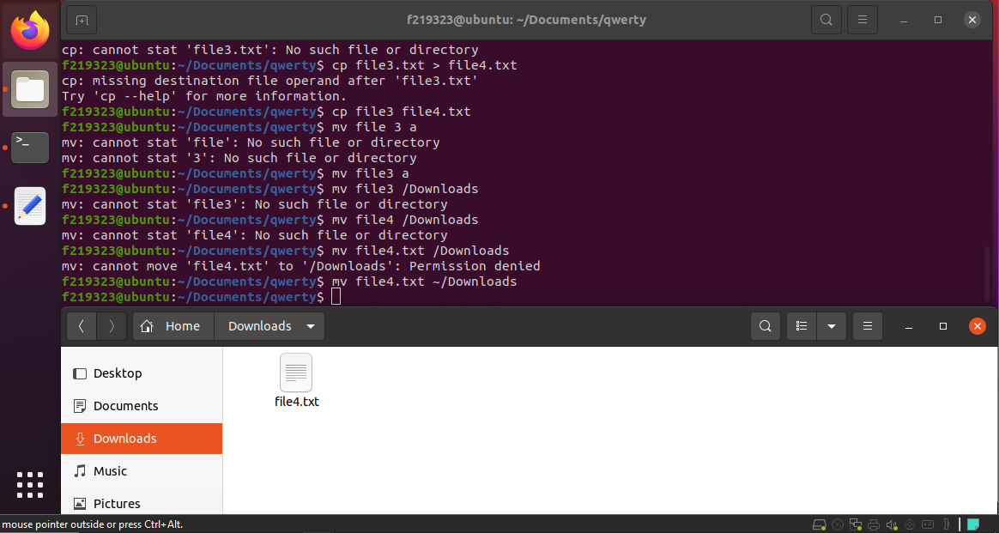 f219323@ubuntu: ~/Documents/qwerty
cp: cannot stat 'file3.txt': No such file or directory
f219323@ubuntu:~/Documents/qwerty$ cp file3.txt > file4.txt
cp: missing destination file operand after 'file3.txt'
Try 'cp --help' for more information.
f219323@ubuntu:~/Documents/qwerty$ cp file3 file4.txt
f219323@ubuntu:~/Documents/qwerty$ mv file 3 a
mv: cannot stat 'file': No such file or directory
mv: cannot stat '3': No such file or directory
f219323@ubuntu:~/Documents/qwerty$ mv file3 a
f219323@ubuntu:~/Documents/qwerty$ mv file3 /Downloads
mv: cannot stat 'file3': No such file or directory
f219323@ubuntu:~/Documents/qwerty$ mv file4 /Downloads
mv: cannot stat 'file4': No such file or directory
f219323@ubuntu:~/Documents/qwerty$ mv file4.txt /Downloads
mv: cannot move 'file4.txt' to '/Downloads': Permission denied
f219323@ubuntu:~/Documents/qwerty$ mv file4.txt ~/Downloads
f219323@ubuntu:~/Documents/qwerty$
Home Downloads
Desktop
Documents
Downloads
Music
Pictures
file4.txt
mouse pointer outside or press Ctrl+Alt.